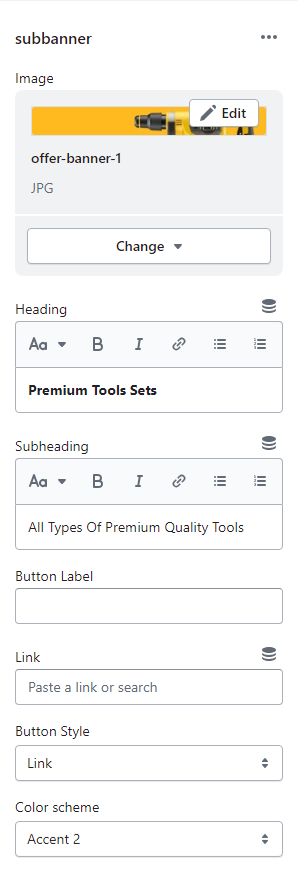 subbanner
Image
Edit
offer-banner-1
JPG
Change
Heading
Aa B I
Premium Tools Sets
Subheading
Aa B I
All Types Of Premium Quality Tools
Button Label
Link
Paste a link or search
Button Style
Link
Color scheme
Accent 2